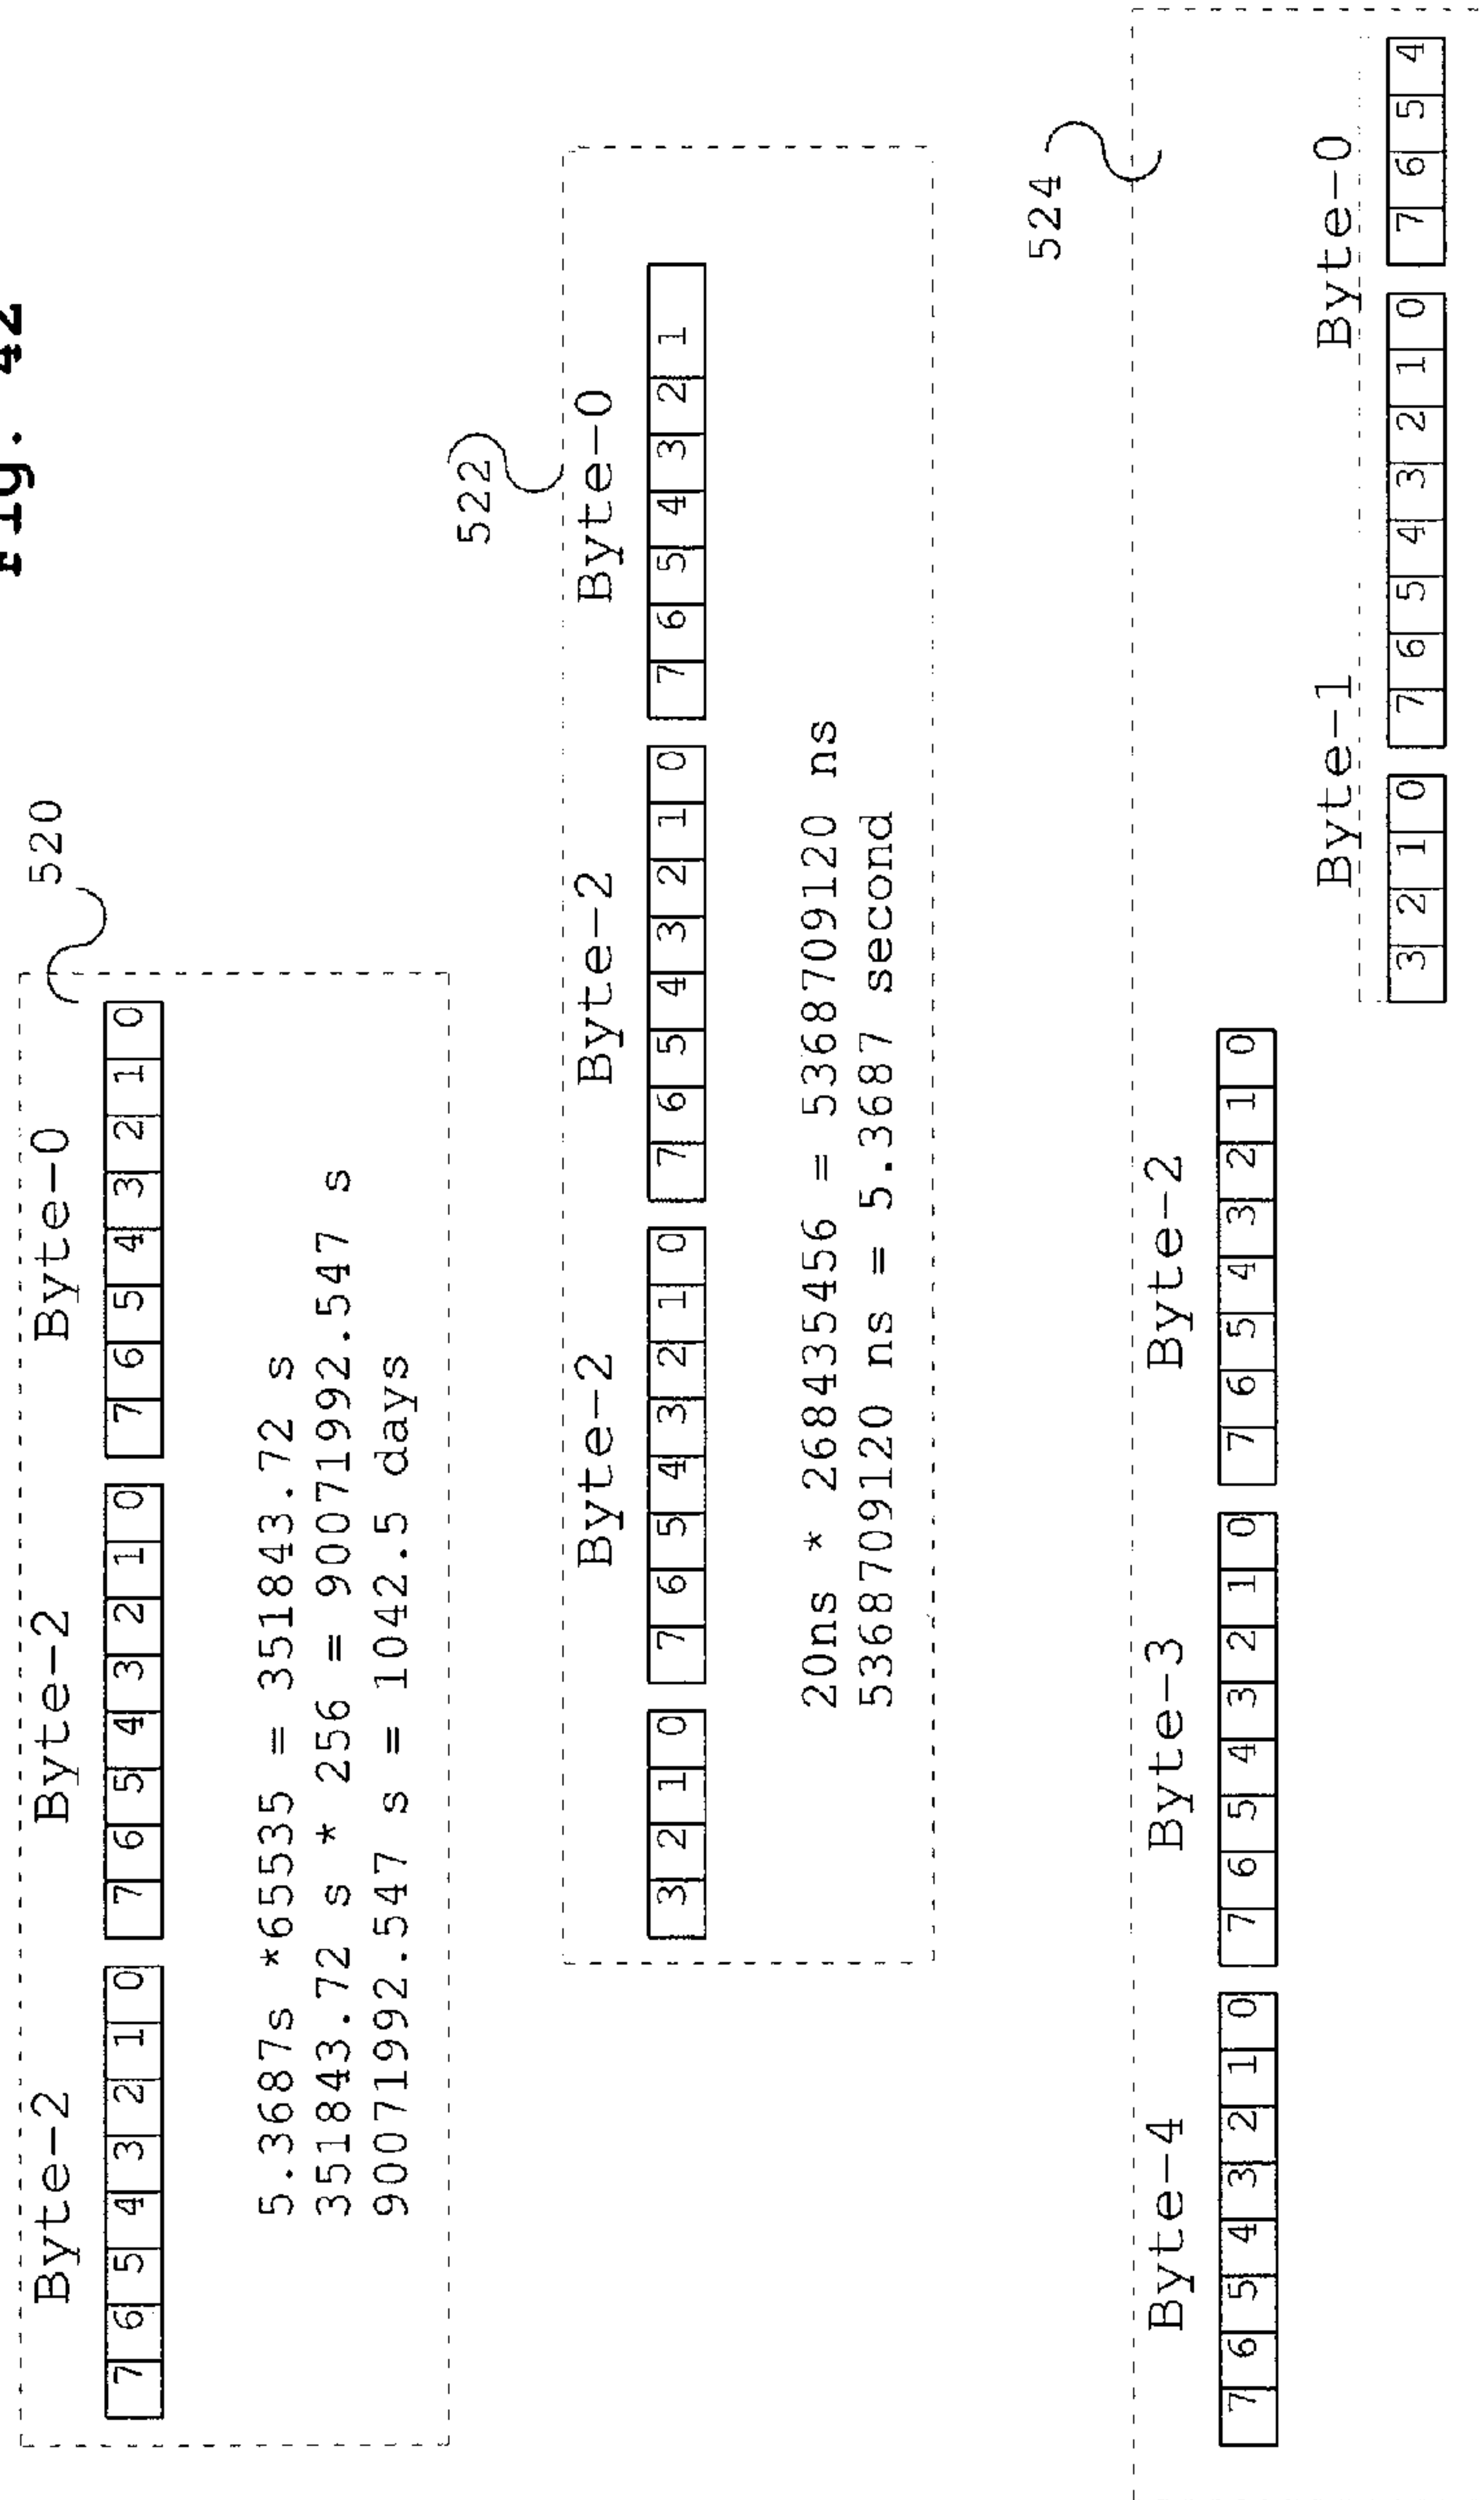 Fig. 42
520
Byte-2 Byte-2 Byte-0
7 6 5 4 3 2 1 0 7 6 5 4 3 2 1 0 7 6 5 4 3 2 1 0
5.3687s *65535 = 351843.72 s
351843.72 s * 256 = 90071992.547 s
90071992.547 s = 1042.5 days
522
Byte-2 Byte-2 Byte-0
3 2 1 0 7 6 5 4 3 2 1 0 7 6 5 4 3 2 1 0 7 6 5 4 3 2 1
20ns * 268435456 = 5368709120 ns
5368709120 ns = 5.3687 second
524
Byte-4 Byte-3 Byte-2
7 6 5 4 3 2 1 0 7 6 5 4 3 2 1 0 7 6 5 4 3 2 1 0
Byte-1 Byte-0
3 2 1 0 7 6 5 4 3 2 1 0 7 6 5 4